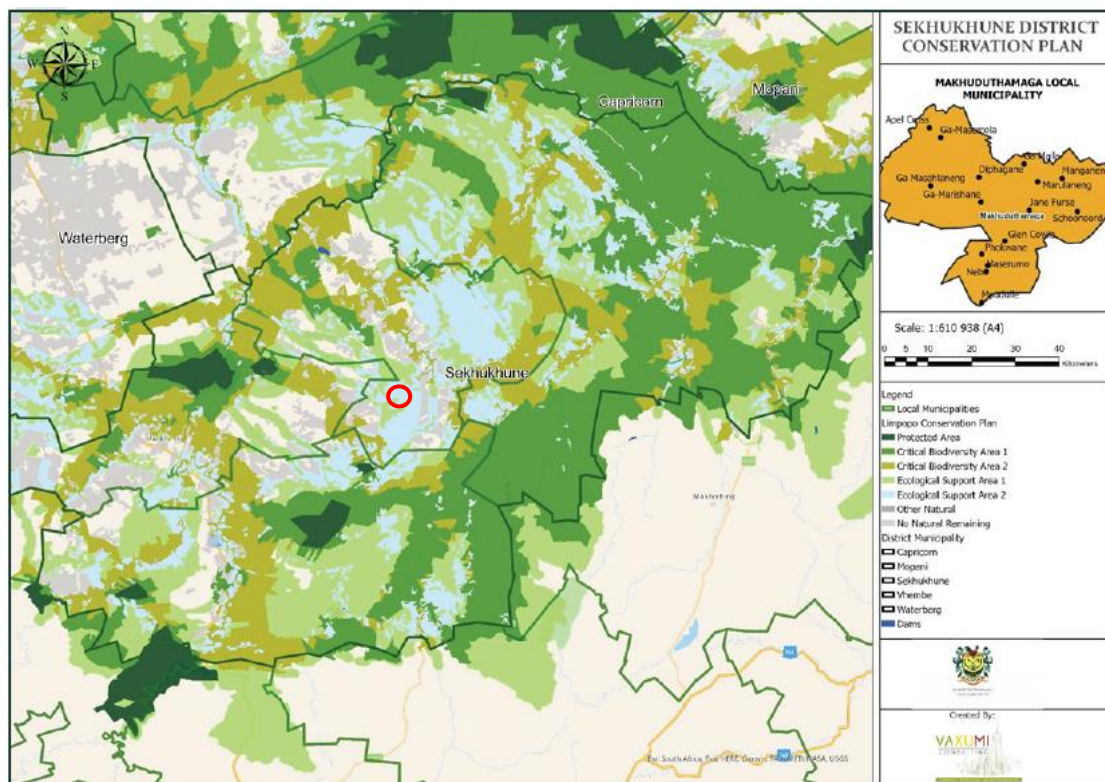 SEKHUKHUNE DISTRICT
CONSERVATION PLAN
N
E
S
Capricorn
Mopani
Waterberg
Sekhukhune
MAKHUDUTHAMAGA LOCAL
MUNICIPALITY
Apel Cross
Ga-Masemola
Diphagane
Ga Masehlaneng
Marulaneng
Ga-Marishane
Jane Furse
Makhuduthamaga
Schoonoord
Glen Cowie
Phokwane
Maserumo
Nebo
Scale: 1:610 938 (A4)
0
5
10
20
30
40
Kilometers
Legend
Local Municipalities
Limpopo Conservation Plan
Protected Area
Critical Biodiversity Area 1
Critical Biodiversity Area 2
Ecological Support Area 1
Ecological Support Area 2
Other Natural
No Natural Remaining
District Municipality
Capricorn
Mopani
Sekhukhune
Vhembe
Waterberg
Dams
Created By:
VAXUMI
CONSULTING